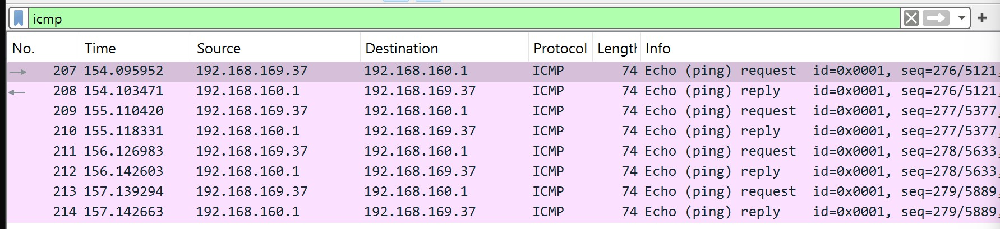 icmp
No. Time Source Destination Protocol Length Info
207 154.095952 192.168.169.37 192.168.160.1 ICMP 74 Echo (ping) request id=0x0001, seq=276/5121,
208 154.103471 192.168.160.1 192.168.169.37 ICMP 74 Echo (ping) reply id=0x0001, seq=276/5121,
209 155.110420 192.168.169.37 192.168.160.1 ICMP 74 Echo (ping) request id=0x0001, seq=277/5377,
210 155.118331 192.168.160.1 192.168.169.37 ICMP 74 Echo (ping) reply id=0x0001, seq=277/5377,
211 156.126983 192.168.169.37 192.168.160.1 ICMP 74 Echo (ping) request id=0x0001, seq=278/5633,
212 156.142603 192.168.160.1 192.168.169.37 ICMP 74 Echo (ping) reply id=0x0001, seq=278/5633,
213 157.139294 192.168.169.37 192.168.160.1 ICMP 74 Echo (ping) request id=0x0001, seq=279/5889,
214 157.142663 192.168.160.1 192.168.169.37 ICMP 74 Echo (ping) reply id=0x0001, seq=279/5889,